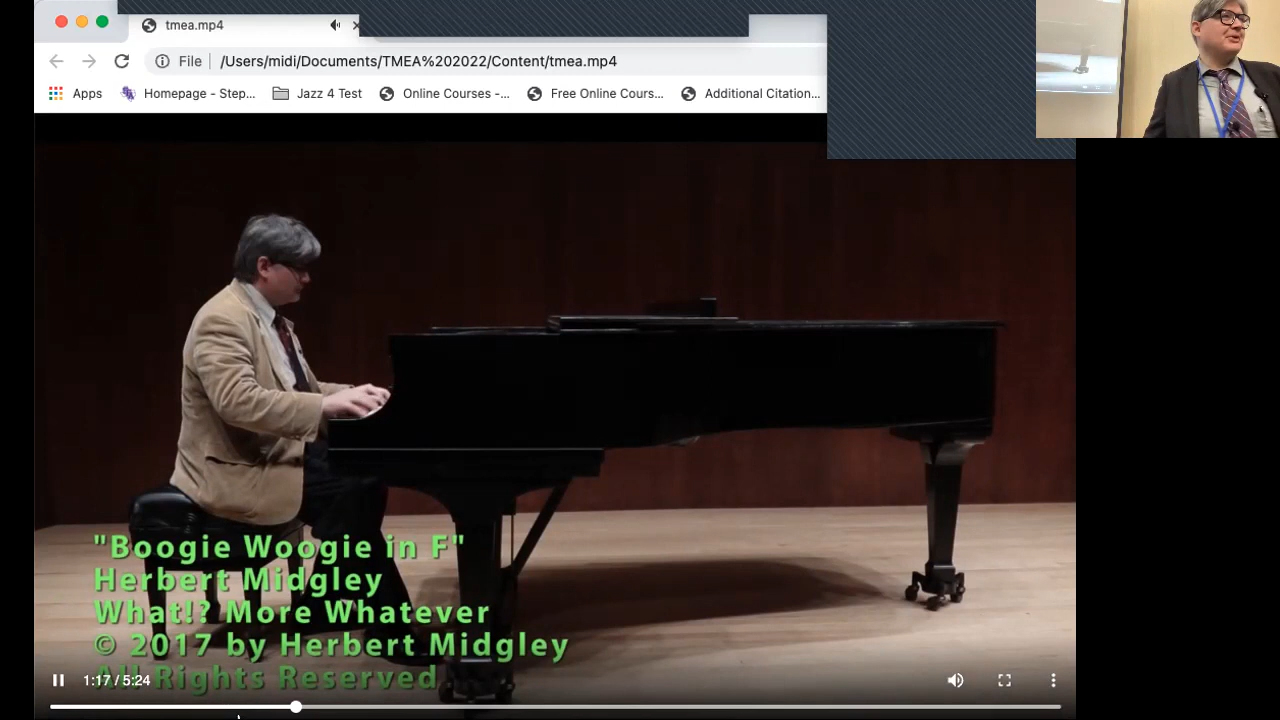 tmea.mp4
File
/Users/midi/Documents/TMEA%202022/Content/tmea.mp4
Apps
Homepage - Step...
Jazz 4 Test
Online Courses -...
Free Online Cours...
Additional Citation...
"Boogie Woogie in F"
Herbert Midgley
What!? More Whatever
© 2017 by Herbert Midgley
All Rights Reserved
1:17 / 5:24